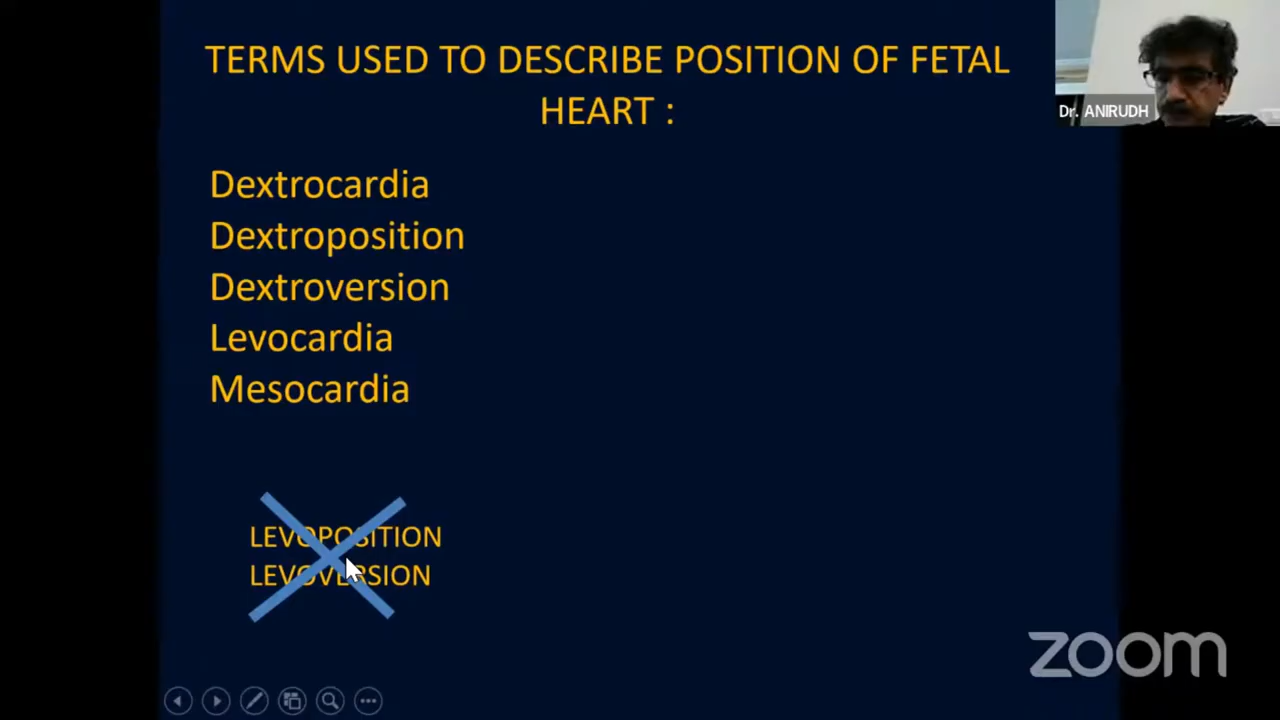 TERMS USED TO DESCRIBE POSITION OF FETAL
HEART :
Dr. ANIRUDH
Dextrocardia
Dextroposition
Dextroversion
Levocardia
Mesocardia
LEVOPOSITION
LEVOVERSION
zoom